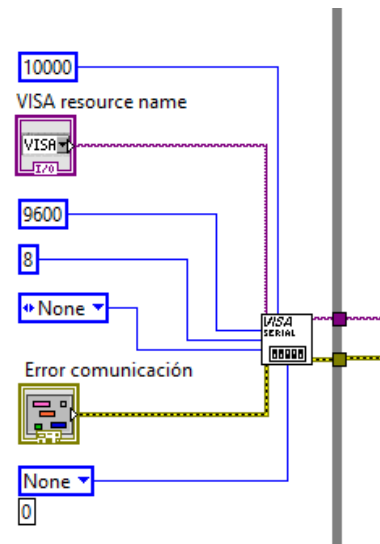 10000
VISA resource name
VISA
I/O
9600
8
None
VISA
SERIAL
Error comunicación
None
0